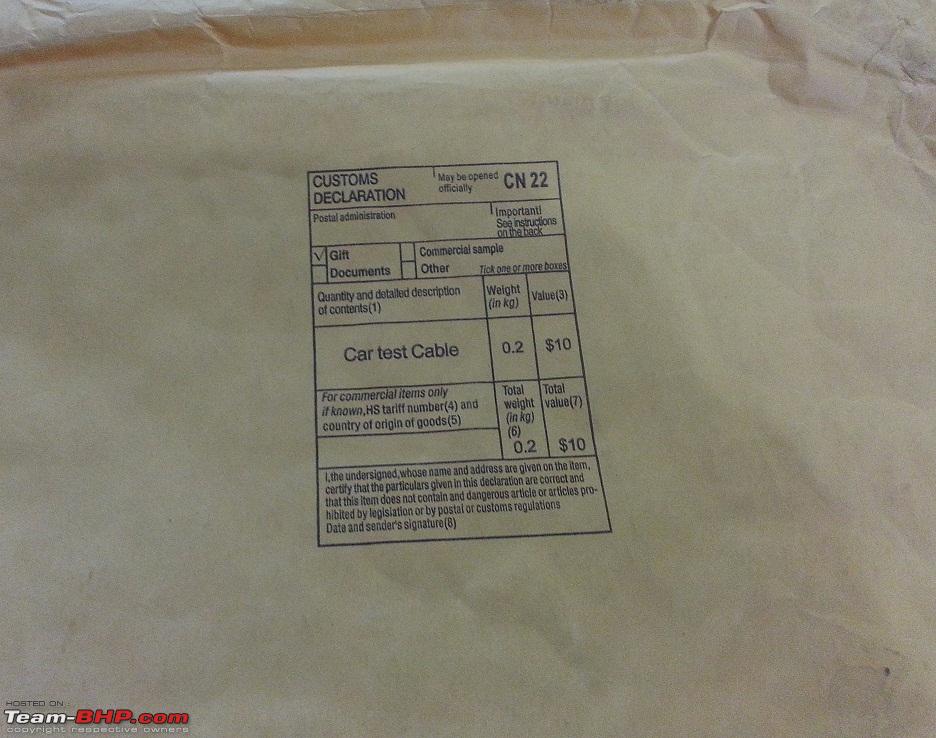 CUSTOMS
DECLARATION
May be opened
officially
CN 22
Postal administration
Important!
See instructions
on the back
√ Gift
Commercial sample
Documents
Other
Tick one or more boxes
Quantity and detailed description
of contents(1)
Weight
(in kg)
Value(3)
Car test Cable
0.2
$10
For commercial items only
if known,HS tariff number(4) and
country of origin of goods(5)
Total
weight
(in kg)
(6)
0.2
Total
value(7)
$10
I,the undersigned,whose name and address are given on the item,
certify that the particulars given in this declaration are correct and
that this item does not contain and dangerous article or articles pro-
hibited by legislation or by postal or customs regulations
Date and sender's signature(8)
HOSTED ON :
Team-BHP.com
copyright respective owners